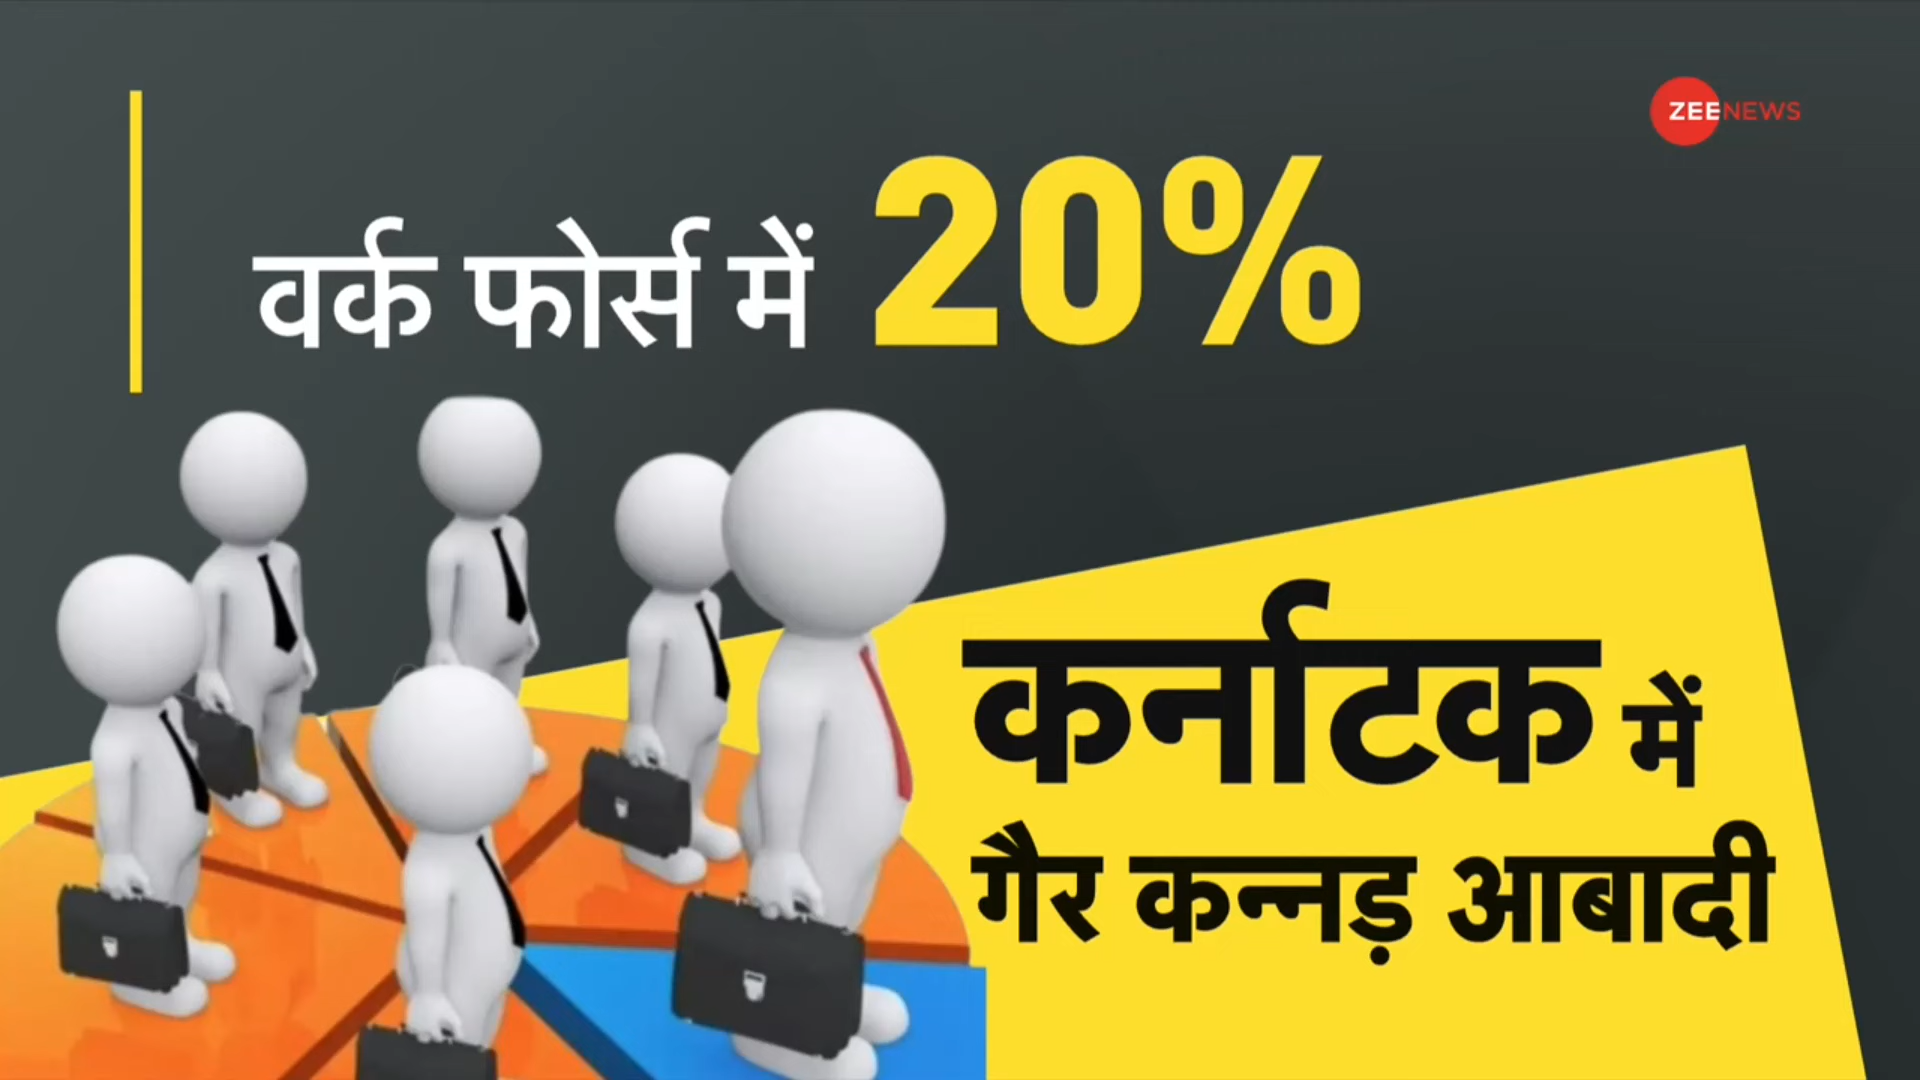 ZEENEWS
वर्क फोर्स में 20%
कर्नाटक में
गैर कन्नड़ आबादी